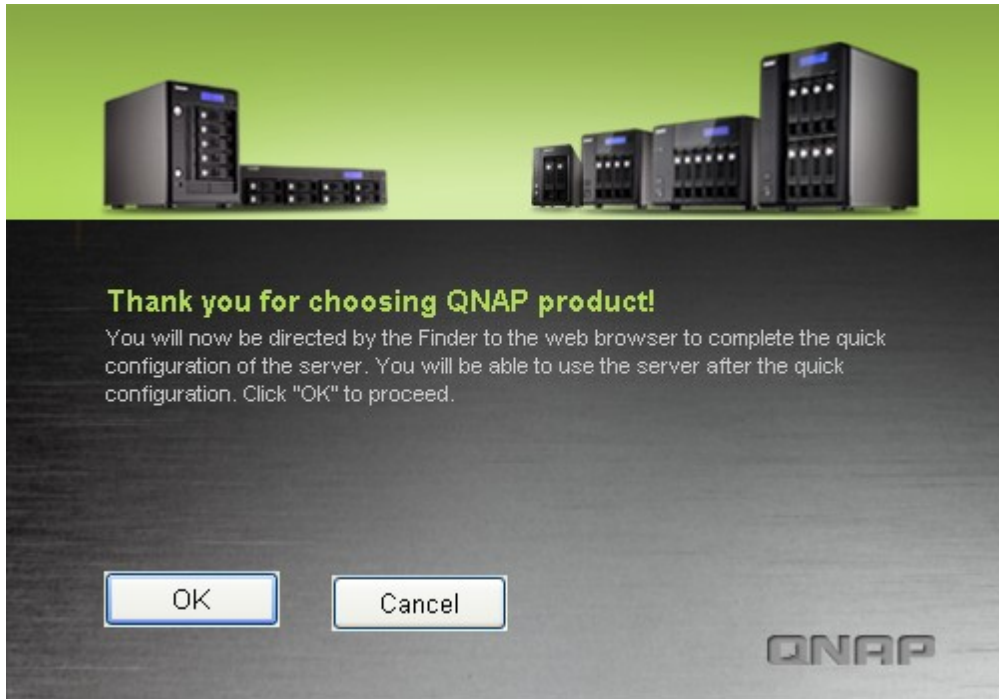 Thank you for choosing QNAP product!
You will now be directed by the Finder to the web browser to complete the quick
configuration of the server. You will be able to use the server after the quick
configuration. Click "OK" to proceed.
OK
Cancel
QNAP